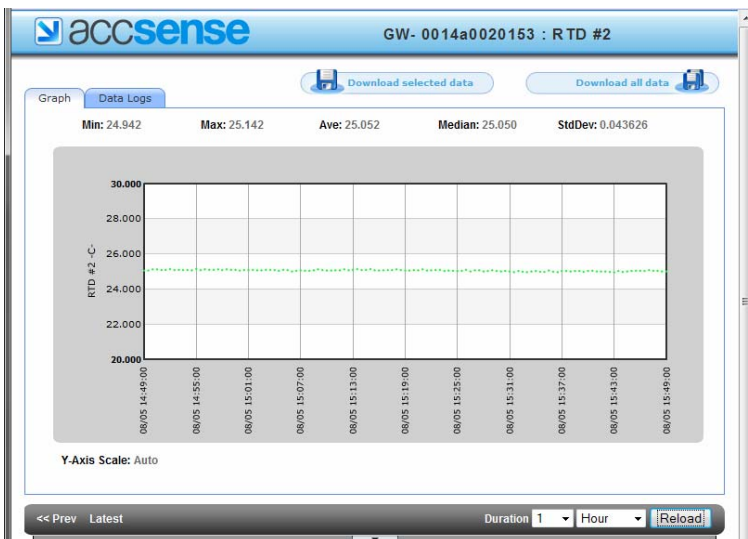 accsense
GW- 0014a0020153 : RTD #2
Download selected data
Download all data
Graph
Data Logs
Min: 24.942
Max: 25.142
Ave: 25.052
Median: 25.050
StdDev: 0.043626
RTD #2 -C-
30.000
28.000
26.000
24.000
22.000
20.000
08/05 14:49:00
08/05 14:55:00
08/05 15:01:00
08/05 15:07:00
08/05 15:13:00
08/05 15:19:00
08/05 15:25:00
08/05 15:31:00
08/05 15:37:00
08/05 15:43:00
08/05 15:49:00
Y-Axis Scale: Auto
<< Prev Latest
Duration 1 Hour Reload